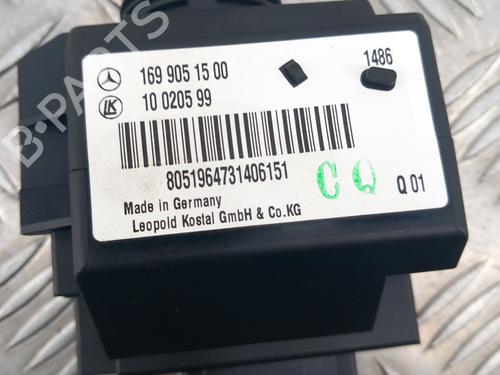 169 905 15 00
1486
LK
10 0205 99
8051964731406151
C Q
Q 01
Made in Germany
Leopold Kostal GmbH & Co.KG
B-PARTS